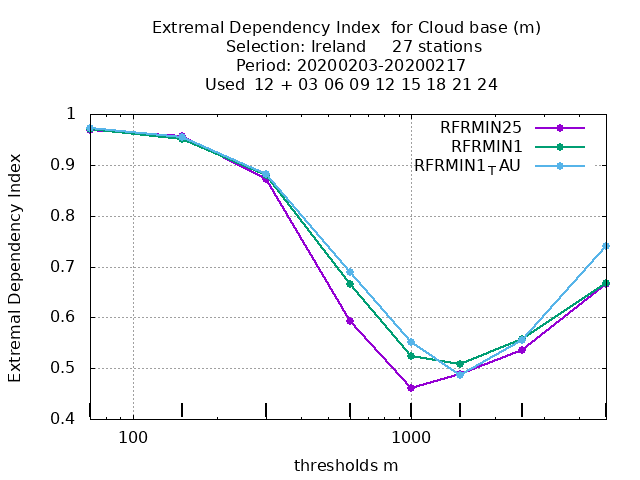 Extremal Dependency Index  for Cloud base (m)
Selection: Ireland     27 stations
Period: 20200203-20200217
Used  12 + 03 06 09 12 15 18 21 24
RFRMIN25
RFRMIN1
RFRMIN1TAU
Extremal Dependency Index
1
0.9
0.8
0.7
0.6
0.5
0.4
100
1000
thresholds m